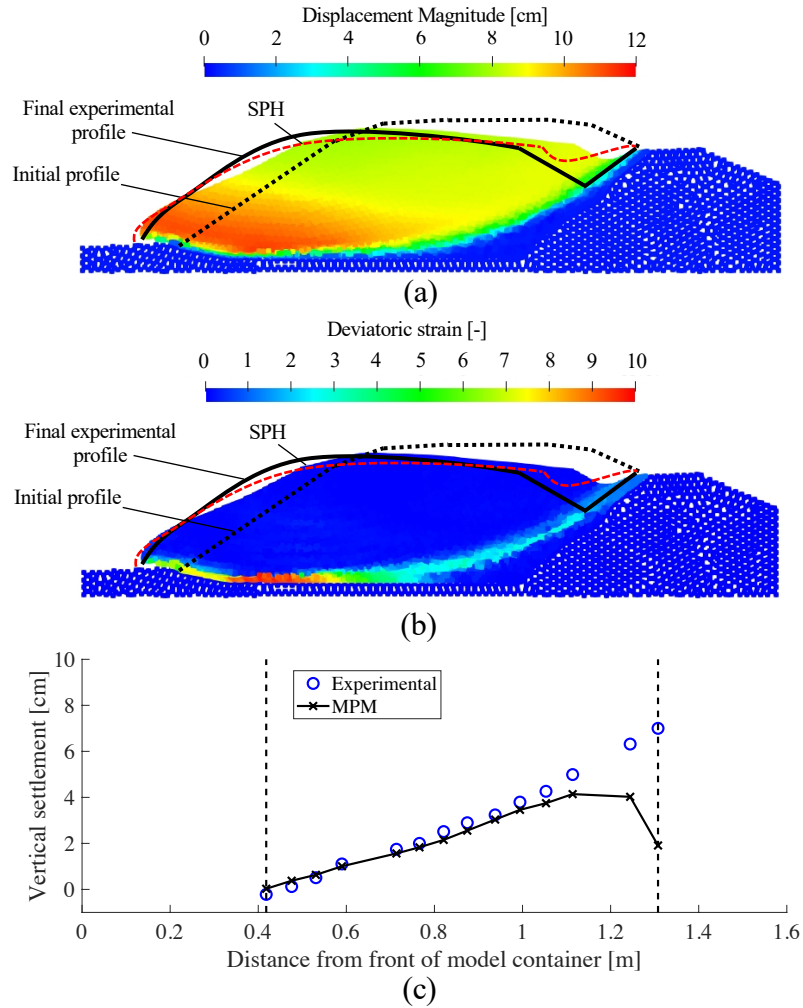 Displacement Magnitude [cm]
0 2 4 6 8 10 12
Final experimental
profile
SPH
Initial profile
(a)
Deviatoric strain [-]
0 1 2 3 4 5 6 7 8 9 10
Final experimental
profile
SPH
Initial profile
(b)
10
8
6
4
2
0
Vertical settlement [cm]
Experimental
MPM
0 0.2 0.4 0.6 0.8 1 1.2 1.4 1.6
Distance from front of model container [m]
(c)